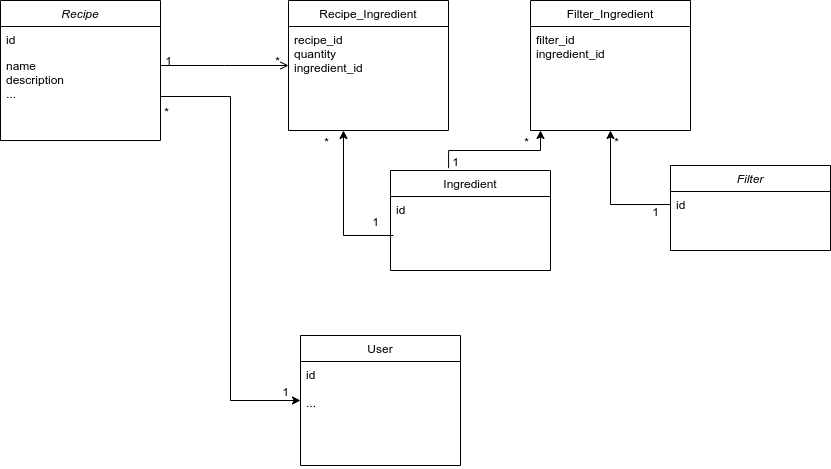 Recipe
id
name
description
...
Recipe_Ingredient
recipe_id
quantity
ingredient_id
Filter_Ingredient
filter_id
ingredient_id
1
*
*
*
*
*
1
1
1
Ingredient
id
Filter
id
User
id
...
1